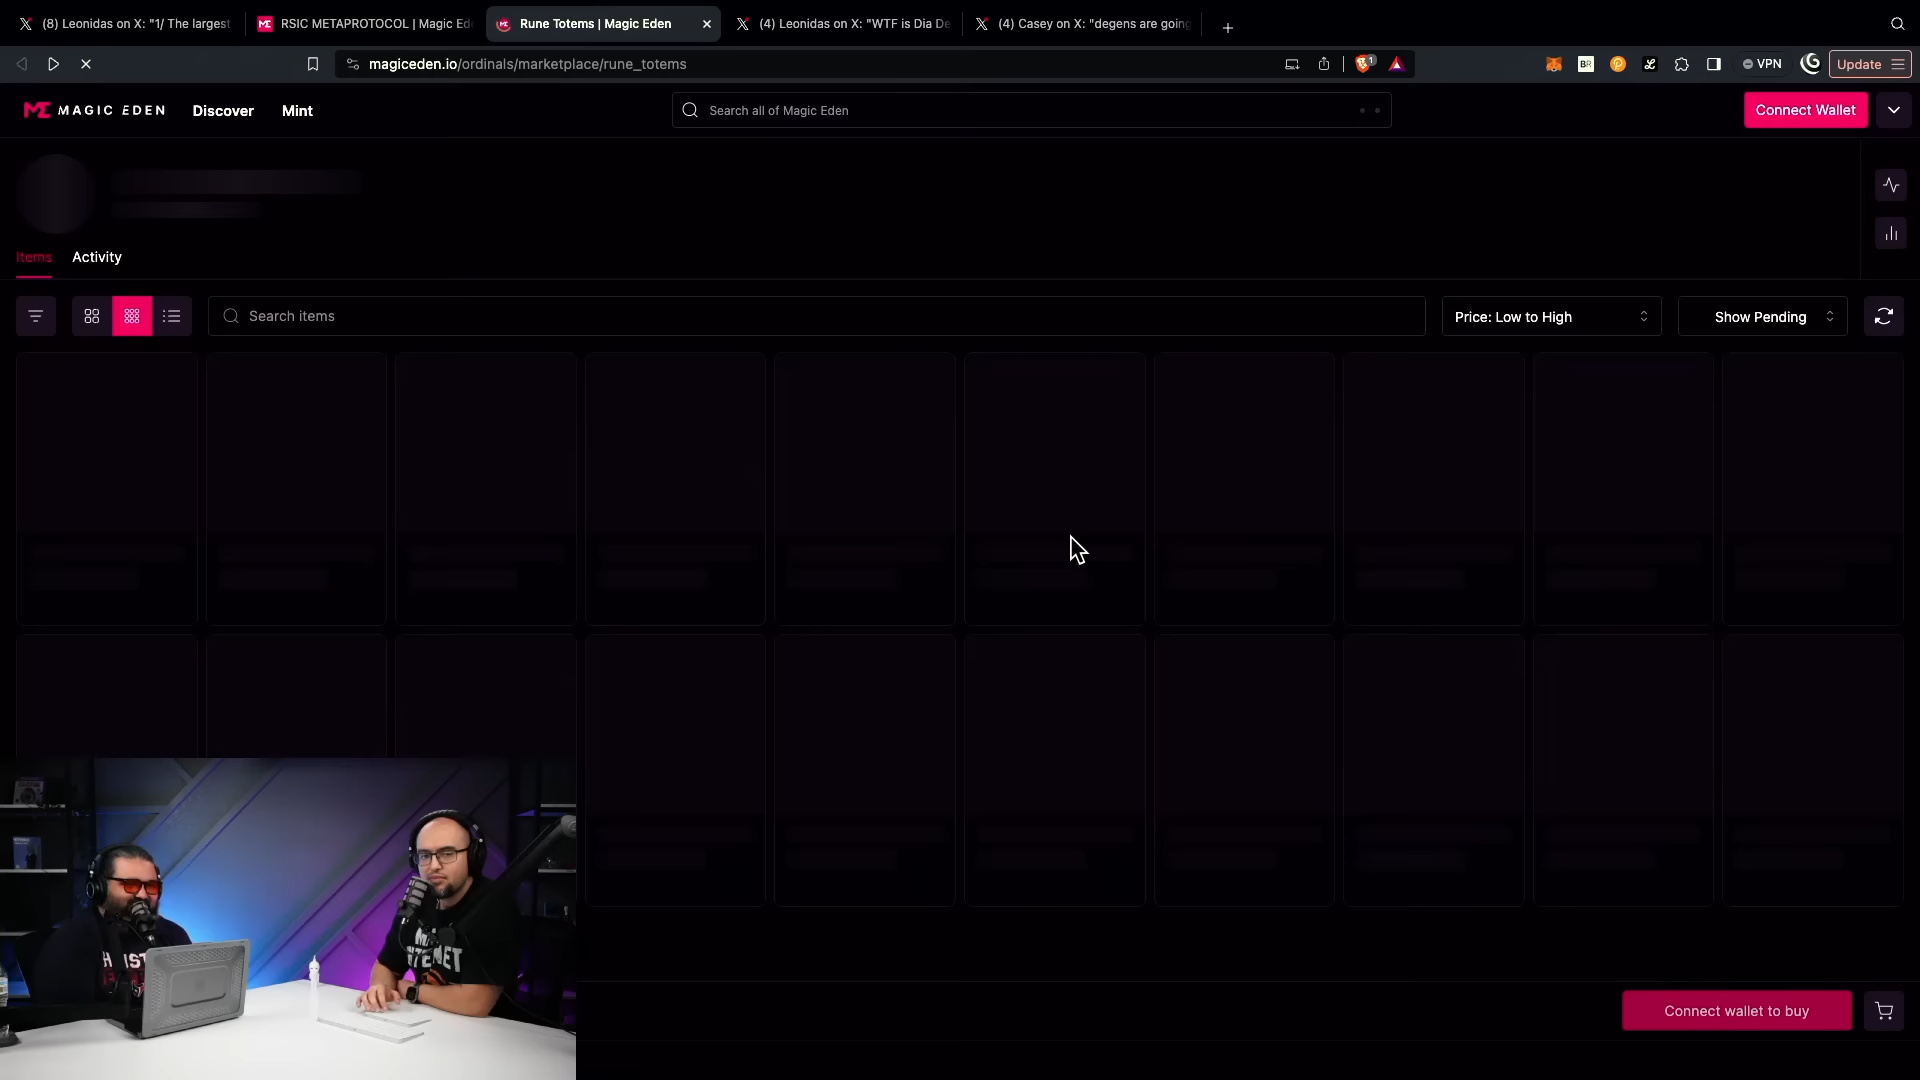 (8) Leonidas on X: "1/ The largest
RSIC METAPROTOCOL | Magic Ed
Rune Totems | Magic Eden
(4) Leonidas on X: "WTF is Dia De
(4) Casey on X: "degens are going
magiceden.io/ordinals/marketplace/rune_totems
1
BR
VPN
Update
MAGIC EDEN
Discover
Mint
Search all of Magic Eden
Connect Wallet
Items
Activity
Search items
Price: Low to High
Show Pending
Connect wallet to buy